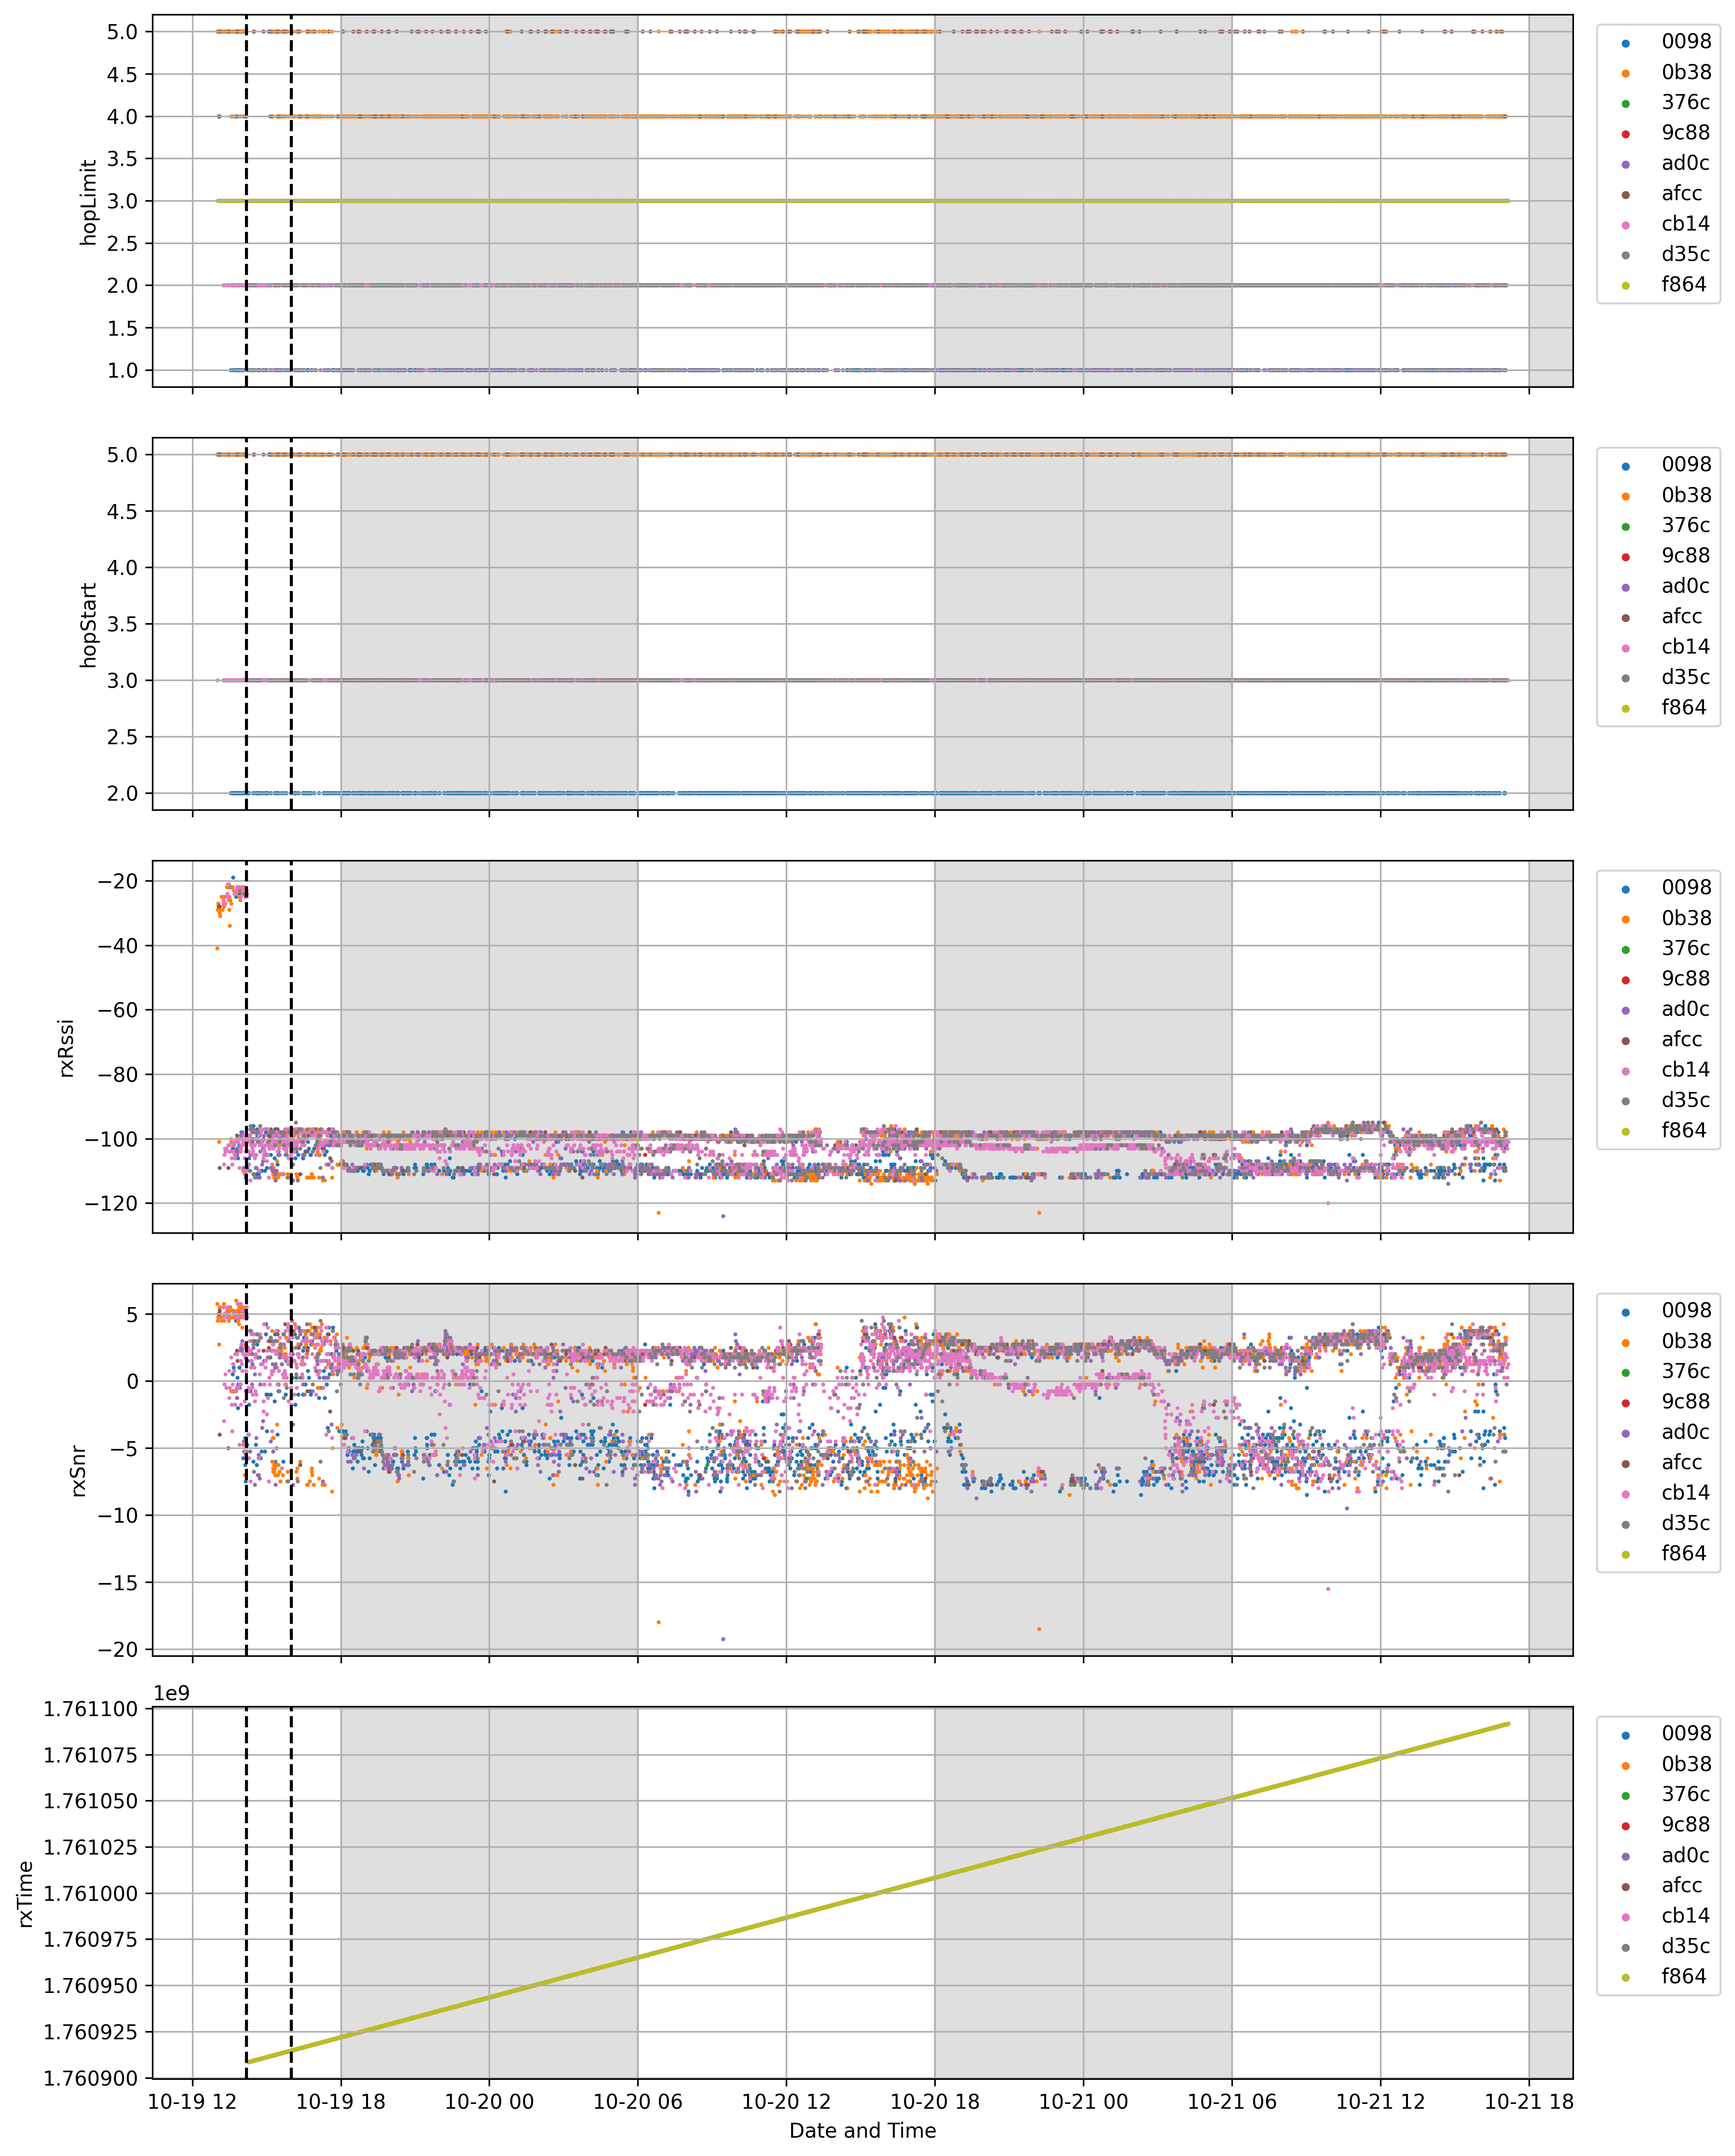 5.0
4.5
4.0
3.5
3.0
2.5
2.0
1.5
1.0
hopLimit
0098
0b38
376c
9c88
ad0c
afcc
cb14
d35c
f864
5.0
4.5
4.0
3.5
3.0
2.5
2.0
hopStart
0098
0b38
376c
9c88
ad0c
afcc
cb14
d35c
f864
−20
−40
−60
−80
−100
−120
rxRssi
0098
0b38
376c
9c88
ad0c
afcc
cb14
d35c
f864
5
0
−5
−10
−15
−20
rxSnr
0098
0b38
376c
9c88
ad0c
afcc
cb14
d35c
f864
1e9
1.761100
1.761075
1.761050
1.761025
1.761000
1.760975
1.760950
1.760925
1.760900
rxTime
0098
0b38
376c
9c88
ad0c
afcc
cb14
d35c
f864
10-19 12 10-19 18 10-20 00 10-20 06 10-20 12 10-20 18 10-21 00 10-21 06 10-21 12 10-21 18
Date and Time